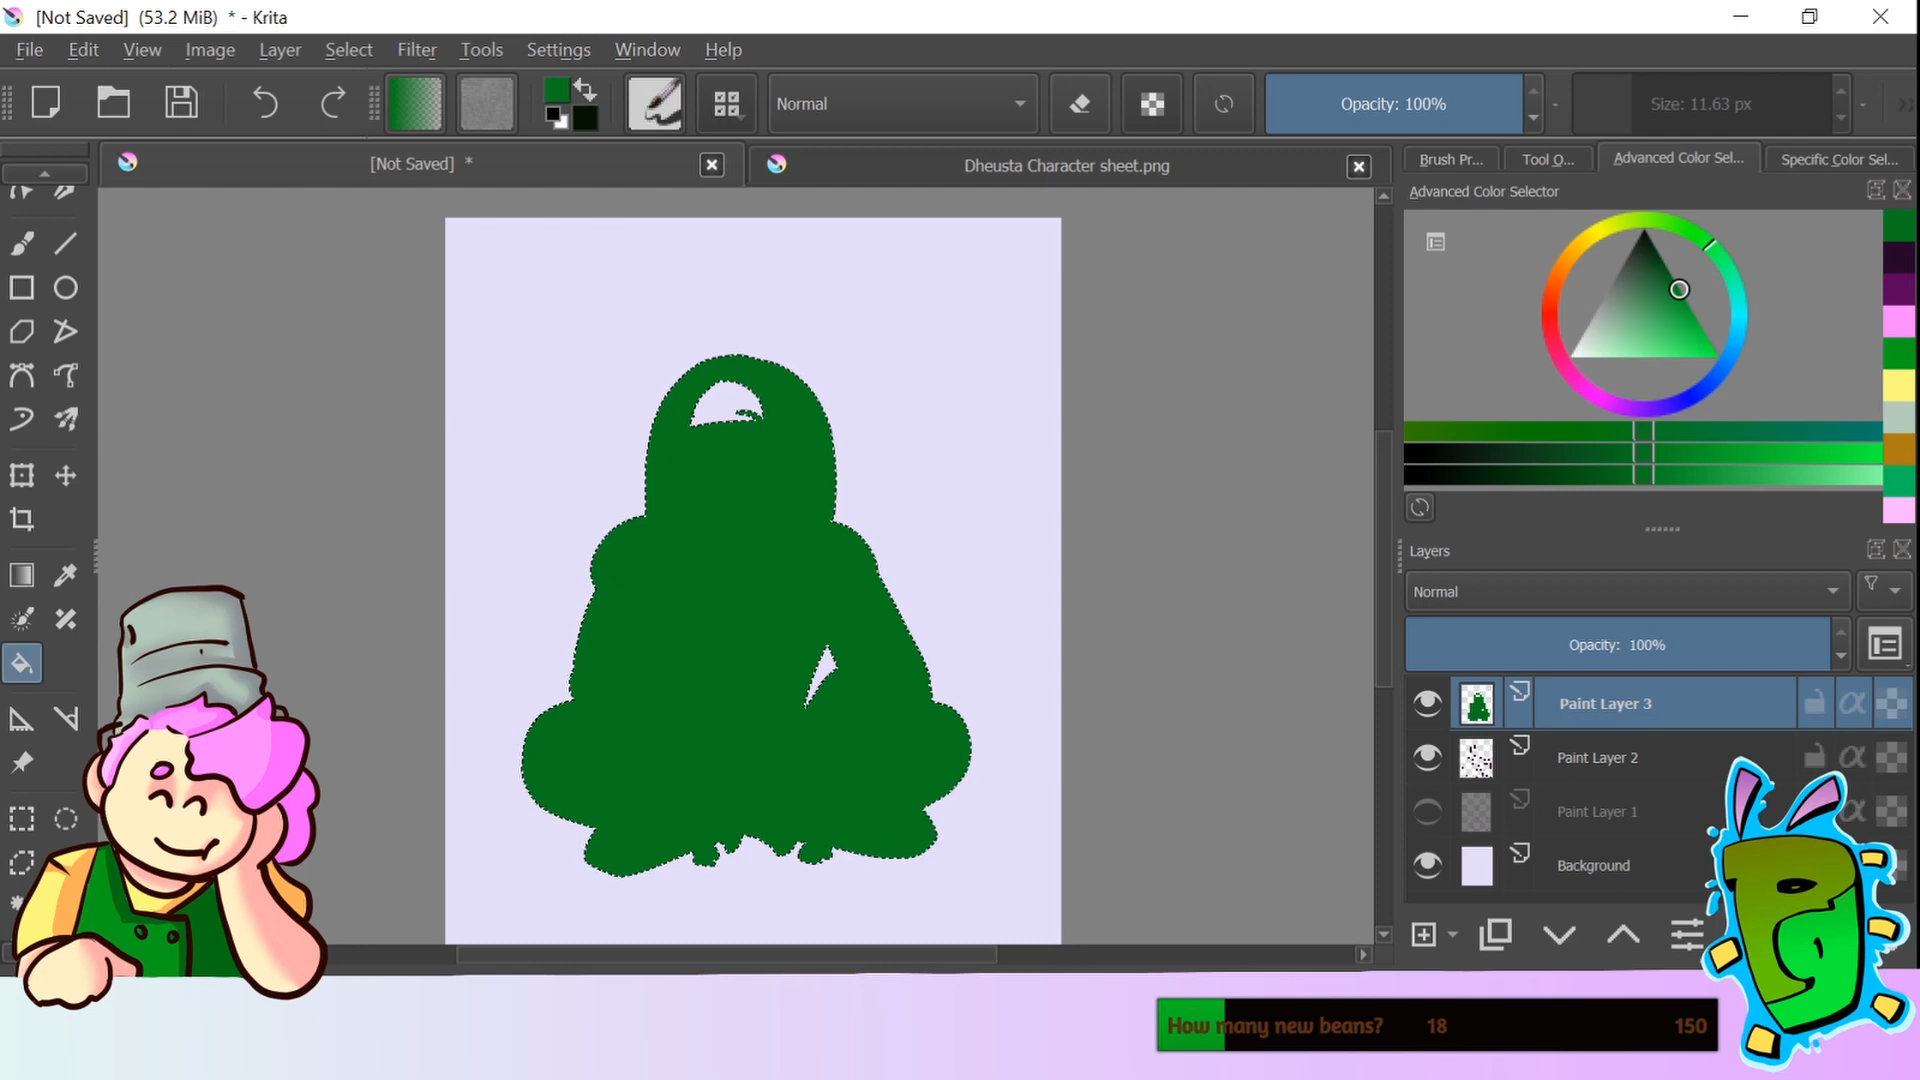 [Not Saved]  (53.2 MiB)  * - Krita
File Edit View Image Layer Select Filter Tools Settings Window Help
Normal
Opacity: 100%
Size: 11.63 px
[Not Saved]  *
Dheusta Character sheet.png
Brush Pr...
Tool O...
Advanced Color Sel...
Specific Color Sel...
Advanced Color Selector
Layers
Normal
Opacity:  100%
Paint Layer 3
Paint Layer 2
Paint Layer 1
Background
How many new beans? 18 150